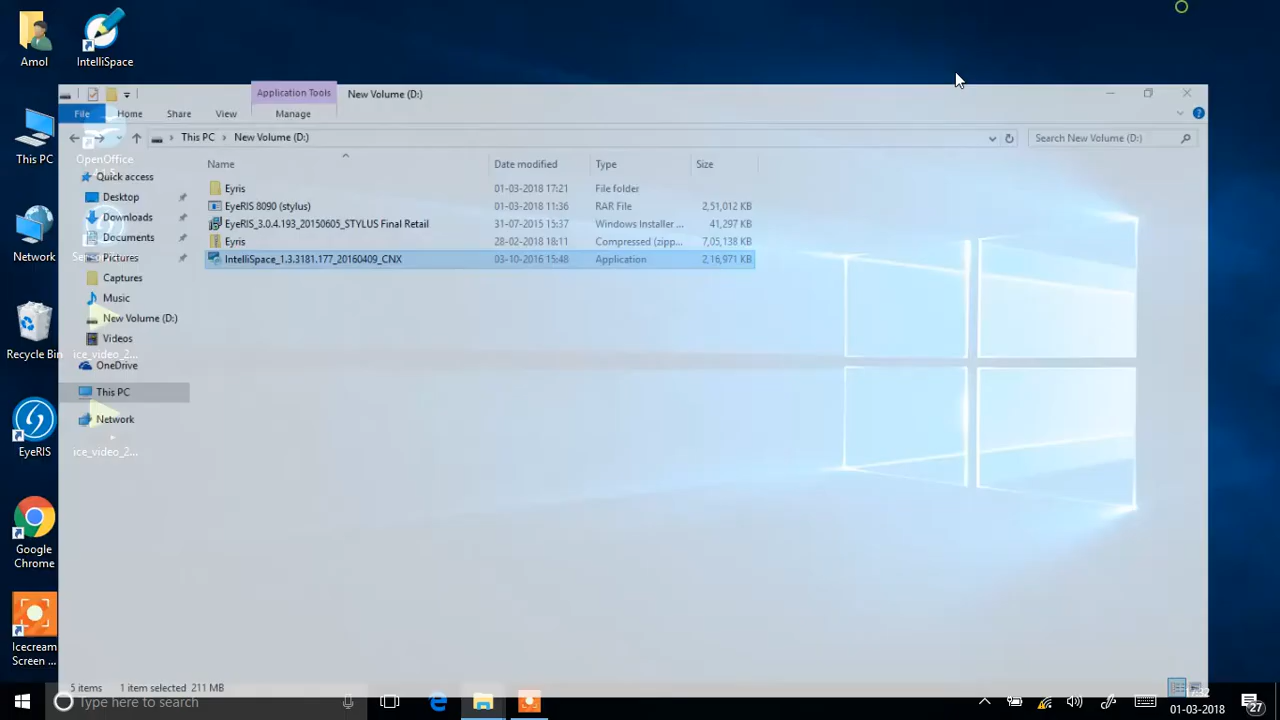 Amol
IntelliSpace
Application Tools
New Volume (D:)
File
Home
Share
View
Manage
This PC
New Volume (D:)
Search New Volume (D:)
This PC
OpenOffice
Name
Date modified
Type
Size
Quick access
Desktop
Downloads
Documents
Pictures
Captures
Music
New Volume (D:)
Videos
OneDrive
This PC
Network
Eyris
01-03-2018 17:21
File folder
EyeRIS 8090 (stylus)
01-03-2018 11:36
RAR File
2,51,012 KB
EyeRIS_3.0.4.193_20150605_STYLUS Final Retail
31-07-2015 15:37
Windows Installer ...
41,297 KB
Eyris
28-02-2018 18:11
Compressed (zipp...
7,05,138 KB
IntelliSpace_1.3.3181.177_20160409_CNX
03-10-2016 15:48
Application
2,16,971 KB
Network
Recycle Bin
ice_video_2...
EyeRIS
ice_video_2...
Google
Chrome
Icecream
Screen ...
5 items
1 item selected 211 MB
Type here to search
01-03-2018
27